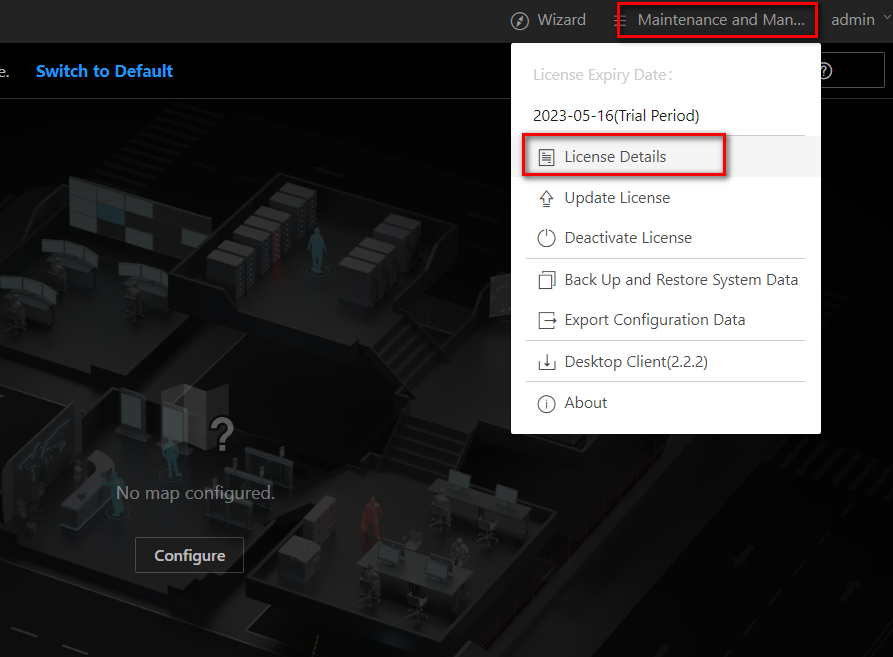 Wizard
Maintenance and Man...
admin
e.
Switch to Default
?
License Expiry Date:
2023-05-16(Trial Period)
License Details
Update License
Deactivate License
Back Up and Restore System Data
Export Configuration Data
Desktop Client(2.2.2)
About
?
No map configured.
Configure